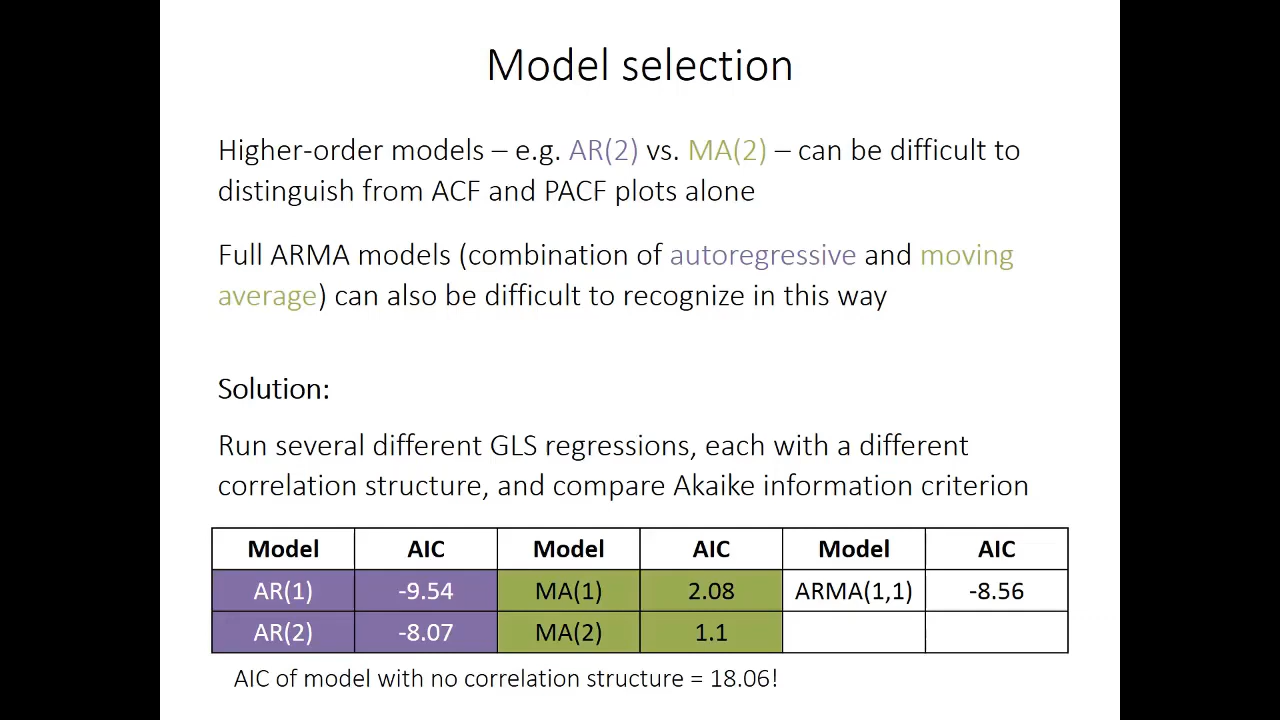 Model selection
Higher-order models – e.g. AR(2) vs. MA(2) – can be difficult to
distinguish from ACF and PACF plots alone
Full ARMA models (combination of autoregressive and moving
average) can also be difficult to recognize in this way
Solution:
Run several different GLS regressions, each with a different
correlation structure, and compare Akaike information criterion
Model AIC Model AIC Model AIC
AR(1) -9.54 MA(1) 2.08 ARMA(1,1) -8.56
AR(2) -8.07 MA(2) 1.1
AIC of model with no correlation structure = 18.06!